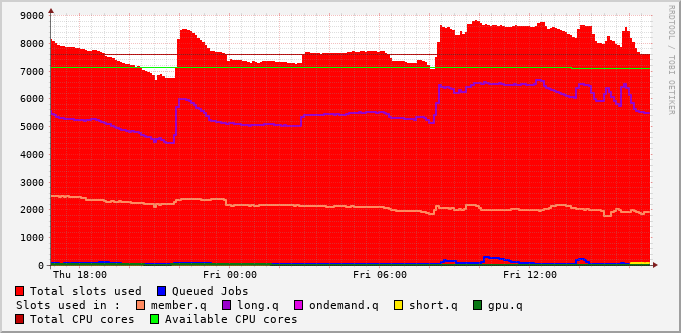 9000
8000
7000
6000
5000
4000
3000
2000
1000
0
Thu 18:00 Fri 00:00 Fri 06:00 Fri 12:00
Total slots used Queued Jobs
Slots used in : member.q long.q ondemand.q short.q gpu.q
Total CPU cores Available CPU cores
RRDTOOL / TOBI OETIKER